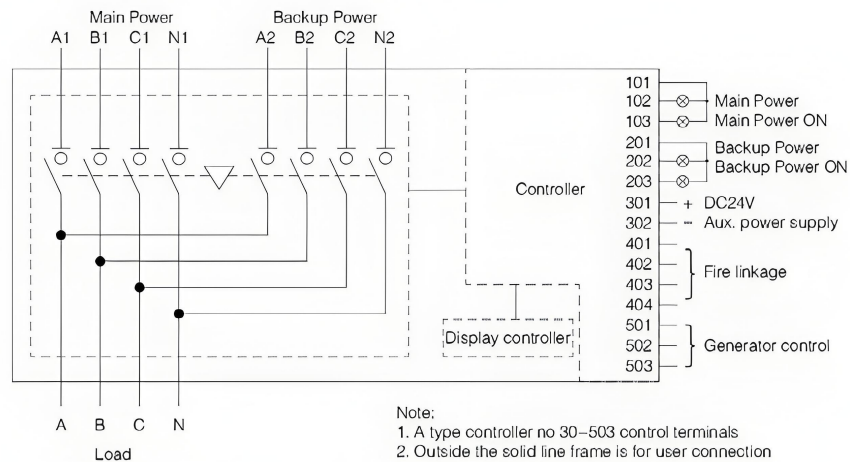 Main Power Backup Power
A1 B1 C1 N1 A2 B2 C2 N2
101
102 Main Power
103 Main Power ON
201 Backup Power
202 Backup Power ON
203
301 + DC24V
302 - Aux. power supply
401
402
403
404
Fire linkage
501
502
503
Generator control
Controller
Display controller
A B C N
Load
Note:
1. A type controller no 30-503 control terminals
2. Outside the solid line frame is for user connection